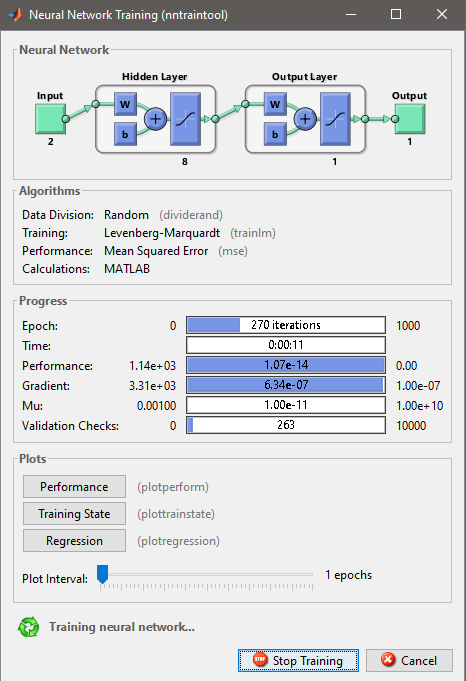 Neural Network Training (nntraintool)
Neural Network
Hidden Layer Output Layer
Input Output
W W
b b
+ +
2 8 1 1
Algorithms
Data Division: Random (dividerand)
Training: Levenberg-Marquardt (trainlm)
Performance: Mean Squared Error (mse)
Calculations: MATLAB
Progress
Epoch: 0 270 iterations 1000
Time: 0:00:11
Performance: 1.14e+03 1.07e-14 0.00
Gradient: 3.31e+03 6.34e-07 1.00e-07
Mu: 0.00100 1.00e-11 1.00e+10
Validation Checks: 0 263 10000
Plots
Performance (plotperform)
Training State (plottrainstate)
Regression (plotregression)
Plot Interval: 1 epochs
Training neural network...
STOP Stop Training Cancel